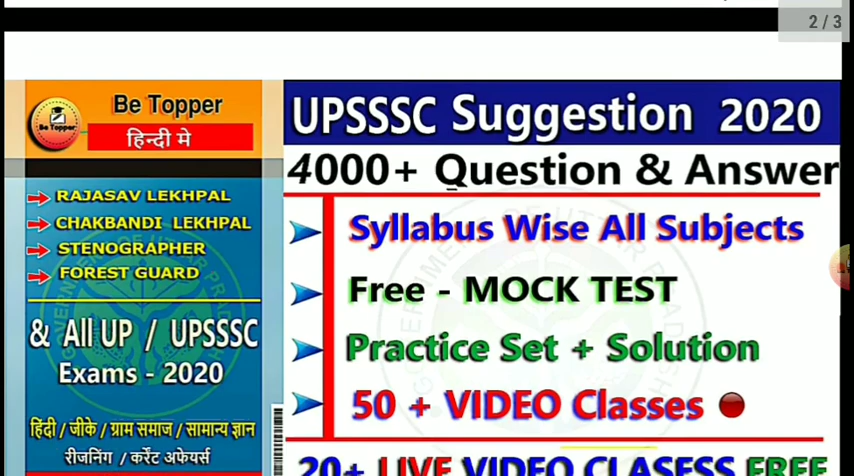 2 / 3
Be Topper
Be Topper
हिन्दी मे
RAJASAV LEKHPAL
CHAKBANDI LEKHPAL
STENOGRAPHER
FOREST GUARD
& All UP / UPSSSC
Exams - 2020
हिंदी / जीके / ग्राम समाज / सामान्य ज्ञान
रीजनिंग / करेंट अफेयर्स
UPSSSC Suggestion 2020
4000+ Question & Answer
Syllabus Wise All Subjects
Free - MOCK TEST
Practice Set + Solution
50 + VIDEO Classes
20+ LIVE VIDEO CLASESS FREE